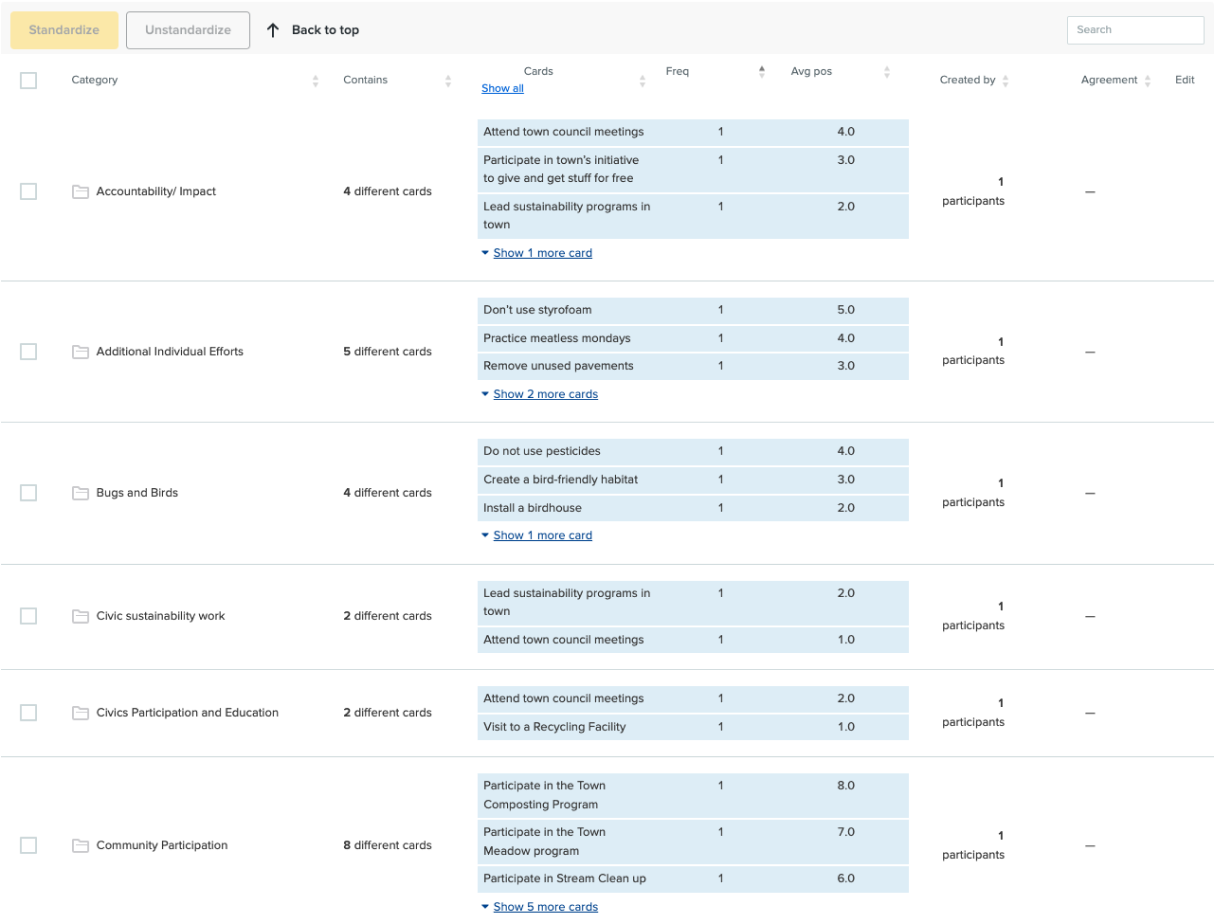 Standardize Unstandardize Back to top Search
Category Contains Cards Freq Avg pos Created by Agreement Edit
Show all
Attend town council meetings 1 4.0
Participate in town's initiative 1 3.0
to give and get stuff for free
Accountability/ Impact 4 different cards 1
participants —
Lead sustainability programs in 1 2.0
town
Show 1 more card
Don't use styrofoam 1 5.0
Practice meatless mondays 1 4.0
Additional Individual Efforts 5 different cards 1
participants —
Remove unused pavements 1 3.0
Show 2 more cards
Do not use pesticides 1 4.0
Create a bird-friendly habitat 1 3.0
Bugs and Birds 4 different cards 1
participants —
Install a birdhouse 1 2.0
Show 1 more card
Lead sustainability programs in 1 2.0
town
Civic sustainability work 2 different cards 1
participants —
Attend town council meetings 1 1.0
Attend town council meetings 1 2.0
Civics Participation and Education 2 different cards 1
participants —
Visit to a Recycling Facility 1 1.0
Participate in the Town 1 8.0
Composting Program
Participate in the Town 1 7.0
Meadow program
Community Participation 8 different cards 1
participants —
Participate in Stream Clean up 1 6.0
Show 5 more cards